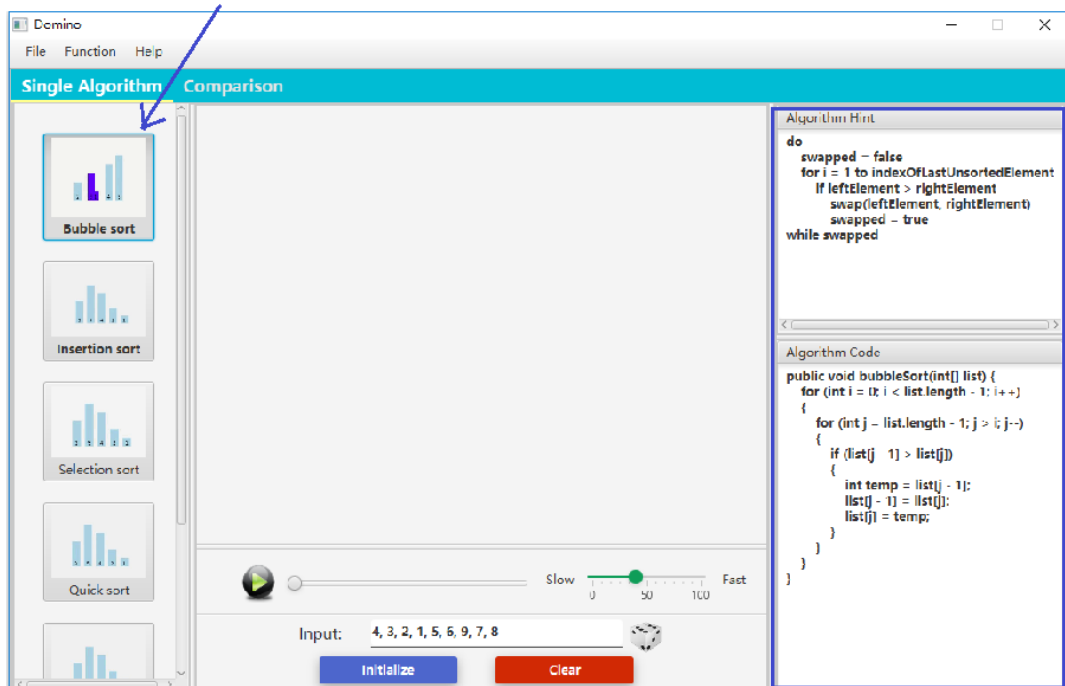 Domino
File Function Help
Single Algorithm Comparison
Bubble sort
Insertion sort
Selection sort
Quick sort
Slow
Fast
0 50 100
Input: 4, 3, 2, 1, 5, 6, 9, 7, 8
Initialize Clear
Algorithm Hint
do
swapped = false
for i = 1 to indexOfLastUnsortedElement
if leftElement > rightElement
swap(leftElement, rightElement)
swapped = true
while swapped
Algorithm Code
public void bubbleSort(int[] list) {
for (int i = 0; i < list.length - 1; i++)
{
for (int j = list.length - 1; j > i; j--)
{
if (list[j - 1] > list[j])
{
int temp = list[j - 1];
list[j - 1] = list[j];
list[j] = temp;
}
}
}
}